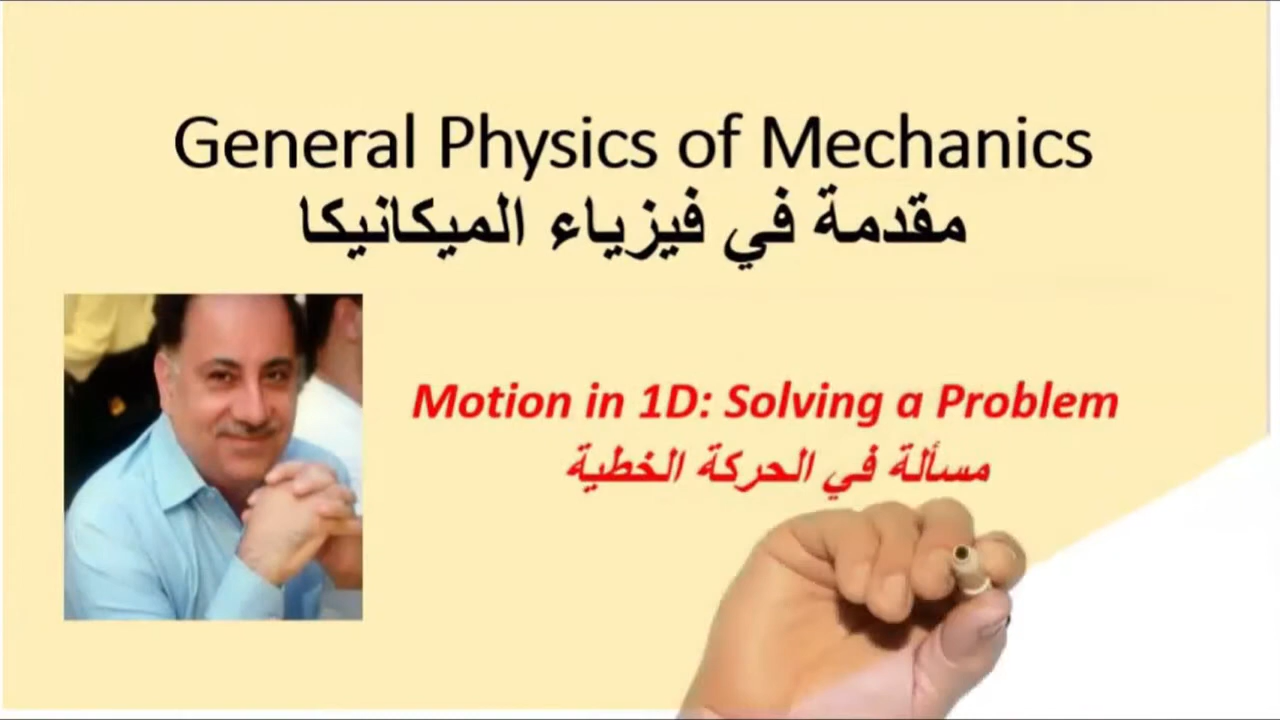 General Physics of Mechanics
مقدمة في فيزياء الميكانيكا
Motion in 1D: Solving a Problem
مسألة في الحركة الخطية